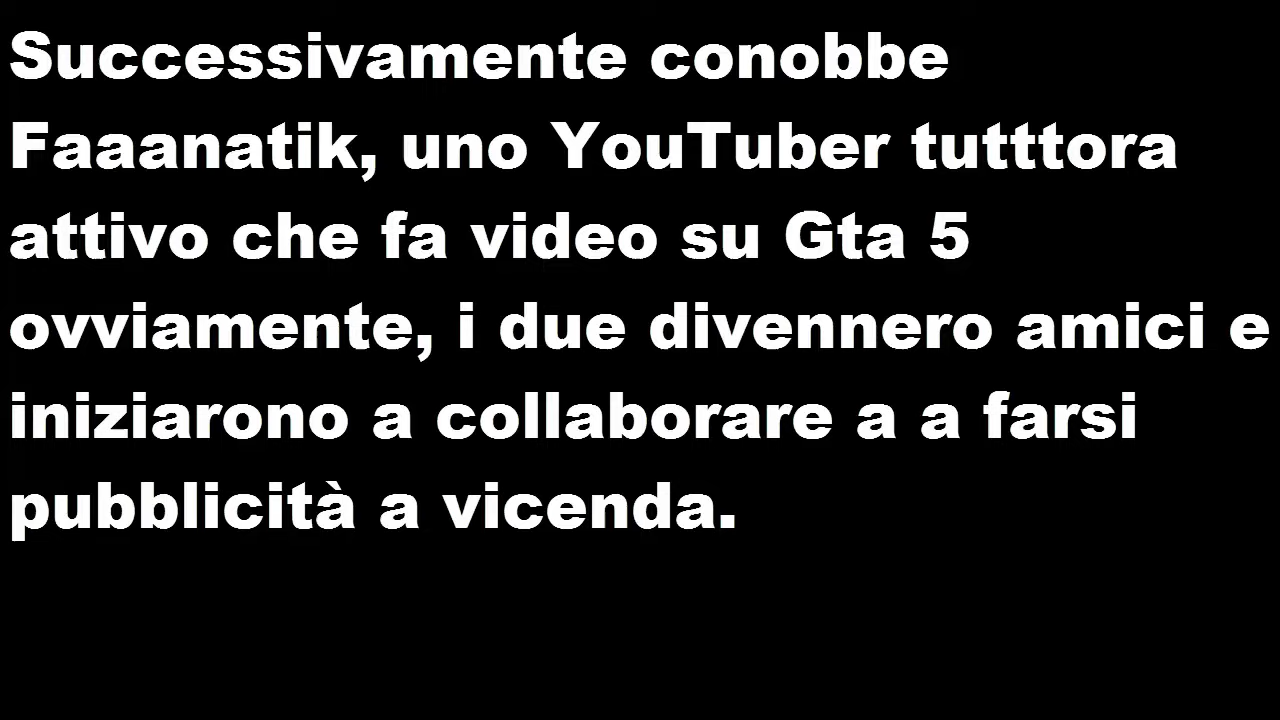 Successivamente conobbe
Faaanatik, uno YouTuber tutttora
attivo che fa video su Gta 5
ovviamente, i due divennero amici e
iniziarono a collaborare a a farsi
pubblicità a vicenda.